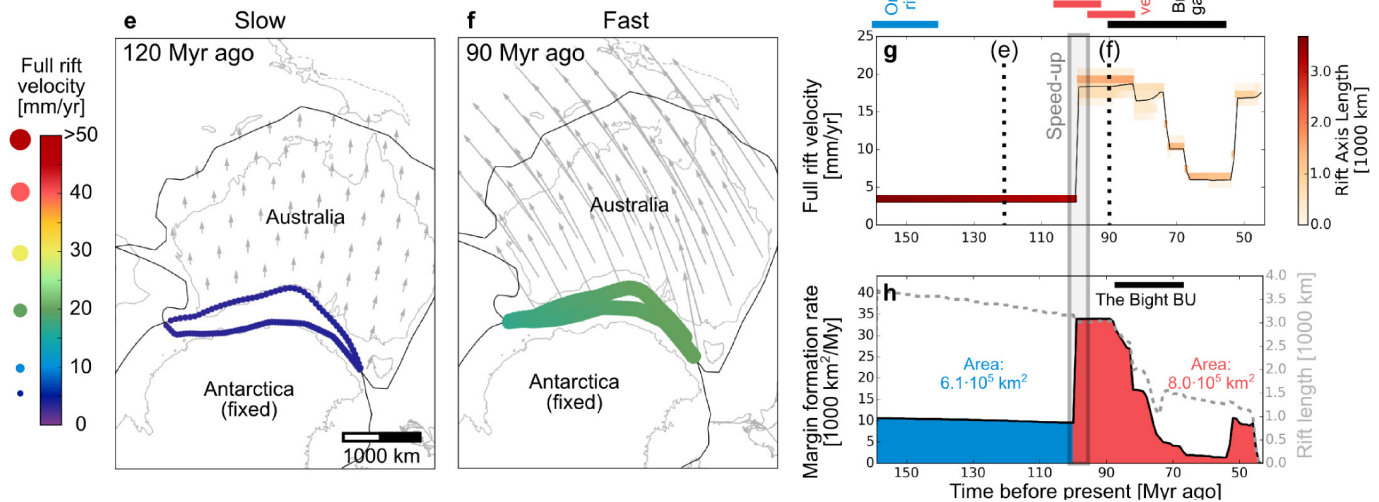 e
Slow
120 Myr ago
Australia
Antarctica
(fixed)
1000 km
f
Fast
90 Myr ago
Australia
Antarctica
(fixed)
Full rift
velocity
[mm/yr]
>50
40
30
20
10
0
g
(e)
(f)
Speed-up
Full rift velocity
[mm/yr]
25
20
15
10
5
0
150
130
110
90
70
50
3.0
2.0
1.0
0.0
Rift Axis Length
[1000 km]
h
The Bight BU
Margin formation rate
[1000 km²/My]
40
35
30
25
20
15
10
5
0
Area:
6.1·10⁵ km²
Area:
8.0·10⁵ km²
4.0
3.5
3.0
2.5
2.0
1.5
1.0
0.5
0.0
Rift length [1000 km]
150
130
110
90
70
50
Time before present [Myr ago]